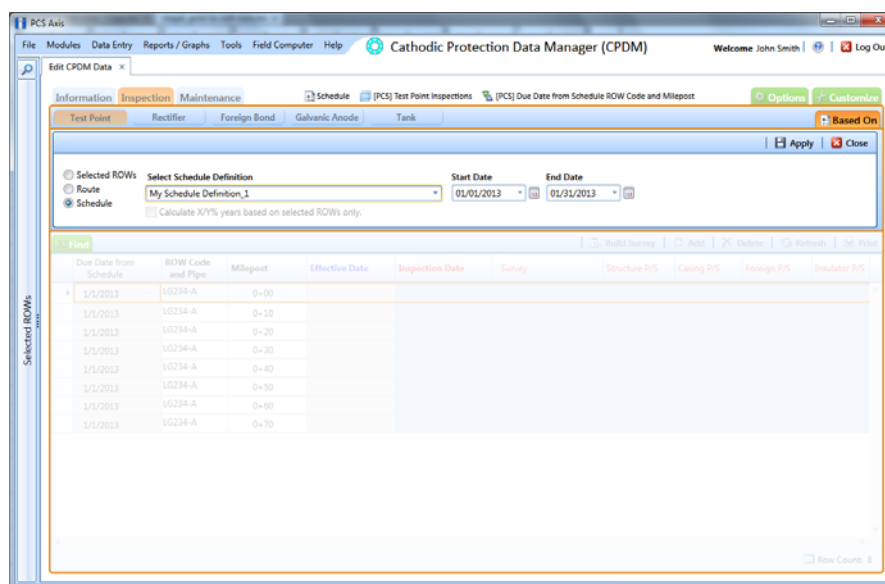 PCS Axis
File Modules Data Entry Reports / Graphs Tools Field Computer Help Cathodic Protection Data Manager (CPDM) Welcome John Smith Log Ou
Edit CPDM Data ×
Information Inspection Maintenance Schedule [PCS] Test Point Inspections [PCS] Due Date from Schedule ROW Code and Milepost Options Customize
Test Point Rectifier Foreign Bond Galvanic Anode Tank Based On
Apply Close
Selected ROWs Select Schedule Definition Start Date End Date
Route My Schedule Definition_1 01/01/2013 01/31/2013
Schedule Calculate X/Y% years based on selected ROWs only.
Find Build Survey Add Delete Refresh Print
Due Date from Schedule ROW Code and Pipe Milepost Effective Date Inspection Date Survey Structure P/S Casing P/S Foreign P/S Insulator P/S
1/1/2013 LG234-A 0+00
1/1/2013 LG234-A 0+10
1/1/2013 LG234-A 0+20
1/1/2013 LG234-A 0+30
1/1/2013 LG234-A 0+40
1/1/2013 LG234-A 0+50
1/1/2013 LG234-A 0+60
1/1/2013 LG234-A 0+70
Selected ROWs
Row Count: 8